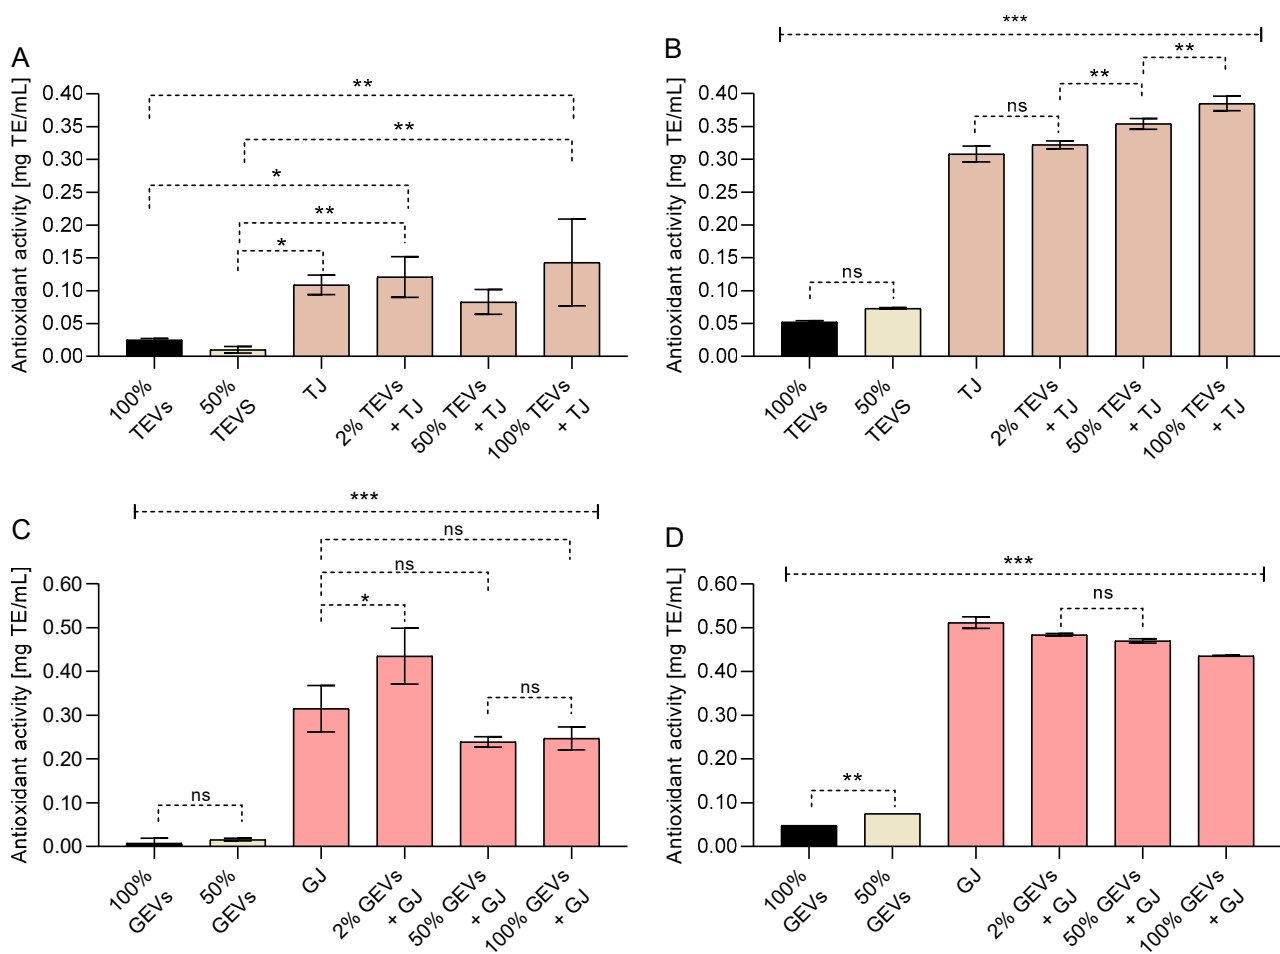 A
Antioxidant activity [mg TE/mL]
0.40
0.35
0.30
0.25
0.20
0.15
0.10
0.05
0.00
**
**
*
**
*
100%
TEVs
50%
TEVS
TJ
2% TEVs
+ TJ
50% TEVs
+ TJ
100% TEVs
+ TJ
B
Antioxidant activity [mg TE/mL]
0.40
0.35
0.30
0.25
0.20
0.15
0.10
0.05
0.00
***
**
**
ns
ns
100%
TEVs
50%
TEVS
TJ
2% TEVs
+ TJ
50% TEVs
+ TJ
100% TEVs
+ TJ
C
Antioxidant activity [mg TE/mL]
0.60
0.50
0.40
0.30
0.20
0.10
0.00
***
ns
ns
*
ns
ns
100%
GEVs
50%
GEVs
GJ
2% GEVs
+ GJ
50% GEVs
+ GJ
100% GEVs
+ GJ
D
Antioxidant activity [mg TE/mL]
0.60
0.50
0.40
0.30
0.20
0.10
0.00
***
ns
**
100%
GEVs
50%
GEVs
GJ
2% GEVs
+ GJ
50% GEVs
+ GJ
100% GEVs
+ GJ